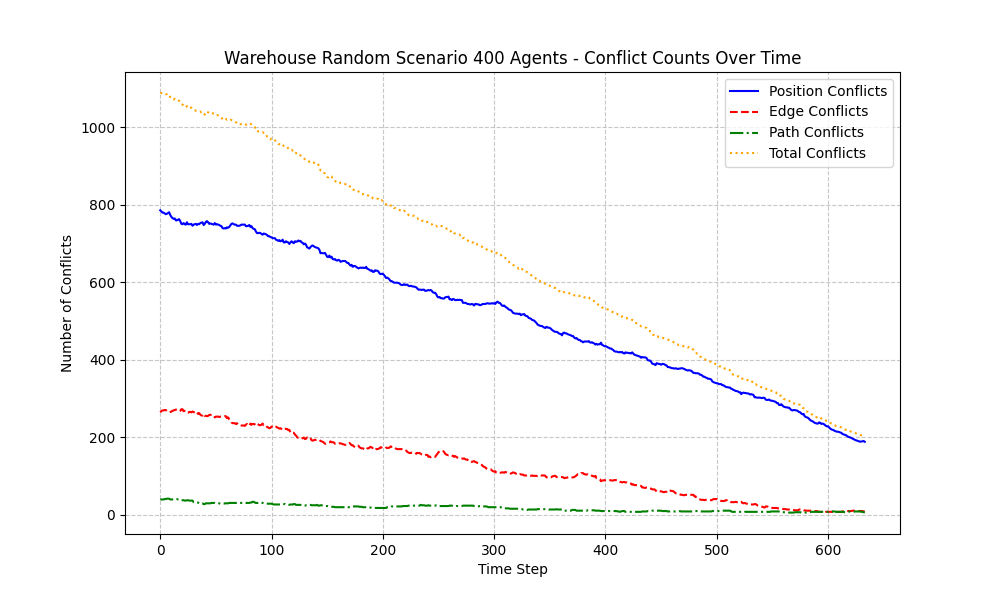 Warehouse Random Scenario 400 Agents - Conflict Counts Over Time
Position Conflicts
Edge Conflicts
Path Conflicts
Total Conflicts
Number of Conflicts
1000
800
600
400
200
0
0 100 200 300 400 500 600
Time Step